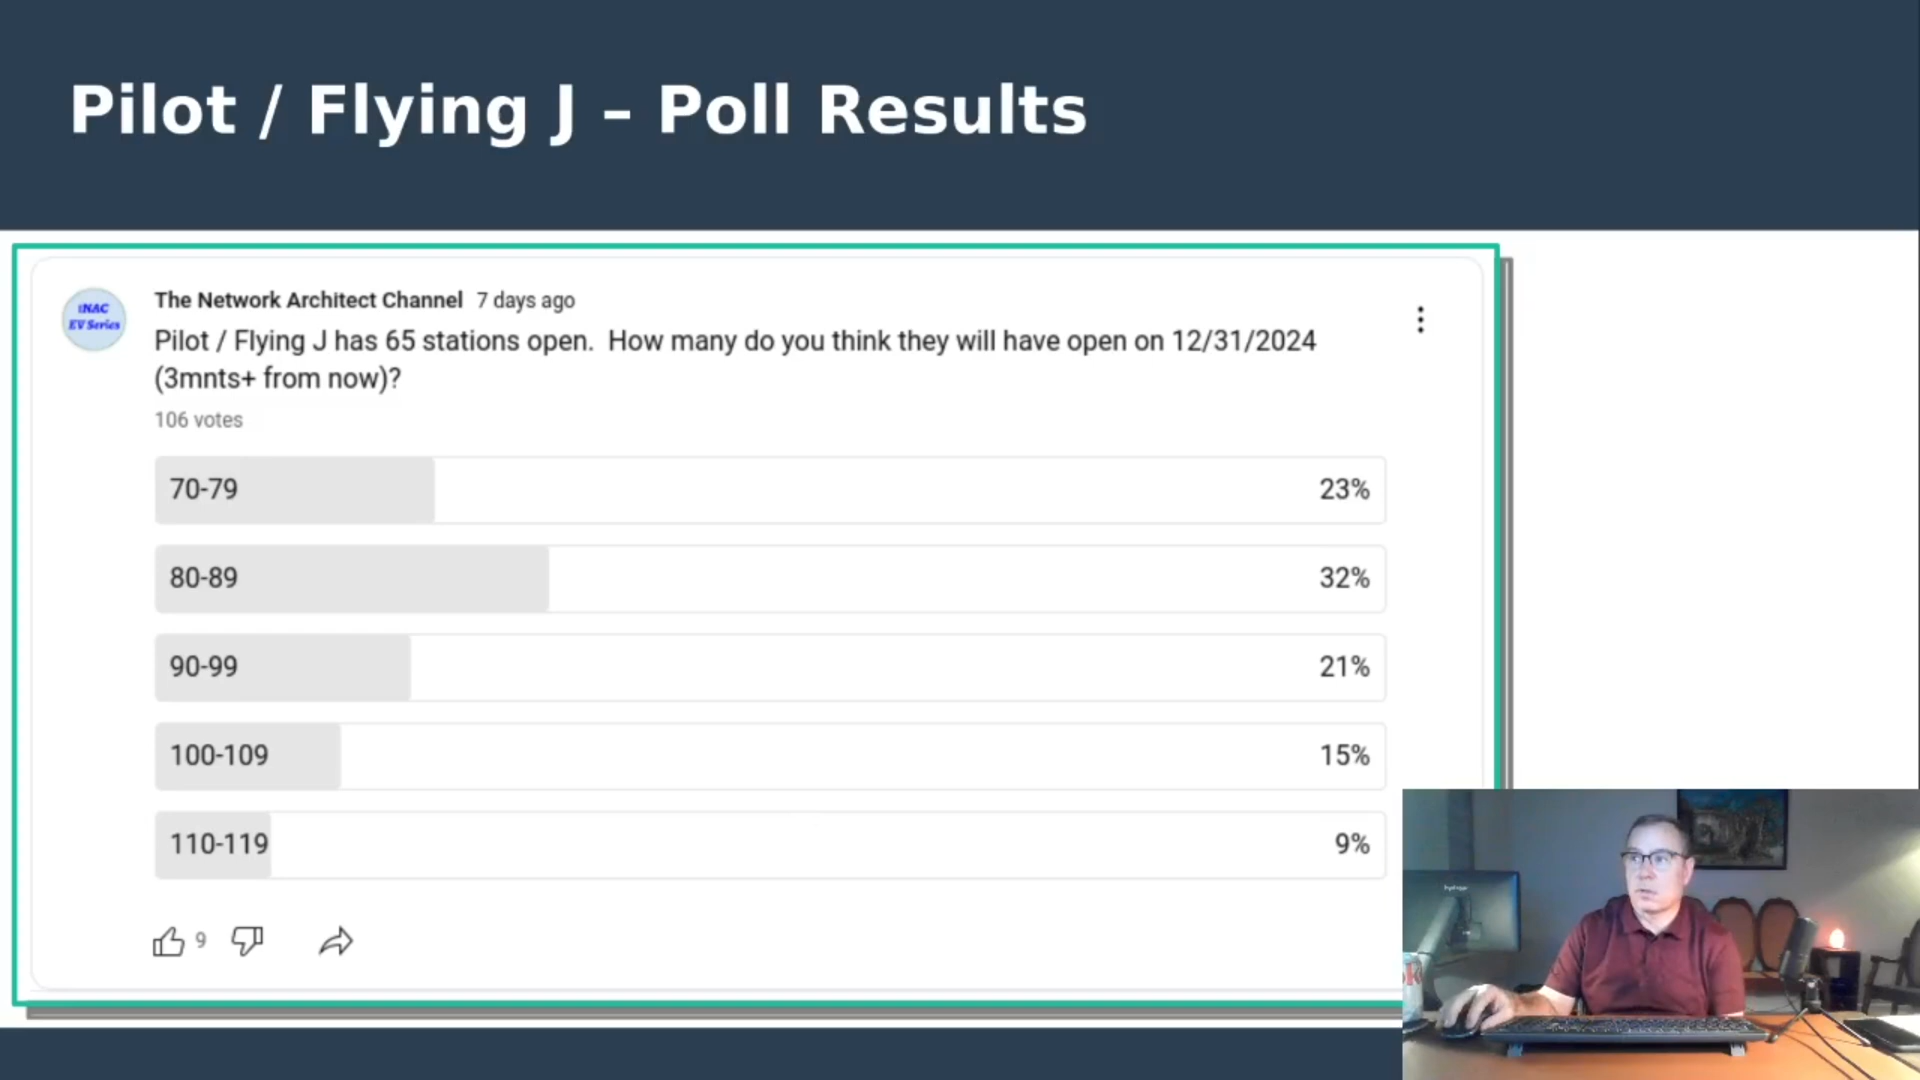 Pilot / Flying J – Poll Results
The Network Architect Channel 7 days ago
tNAC
EV Series
Pilot / Flying J has 65 stations open. How many do you think they will have open on 12/31/2024
(3mnts+ from now)?
106 votes
70-79 23%
80-89 32%
90-99 21%
100-109 15%
110-119 9%
9